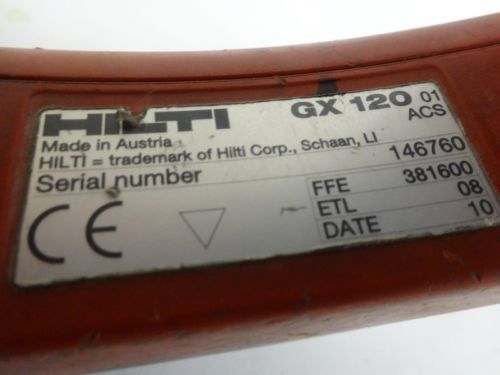 HILTI GX 120 01
ACS
Made in Austria
HILTI = trademark of Hilti Corp., Schaan, LI
Serial number 146760
FFE 381600
ETL 08
DATE 10
CE